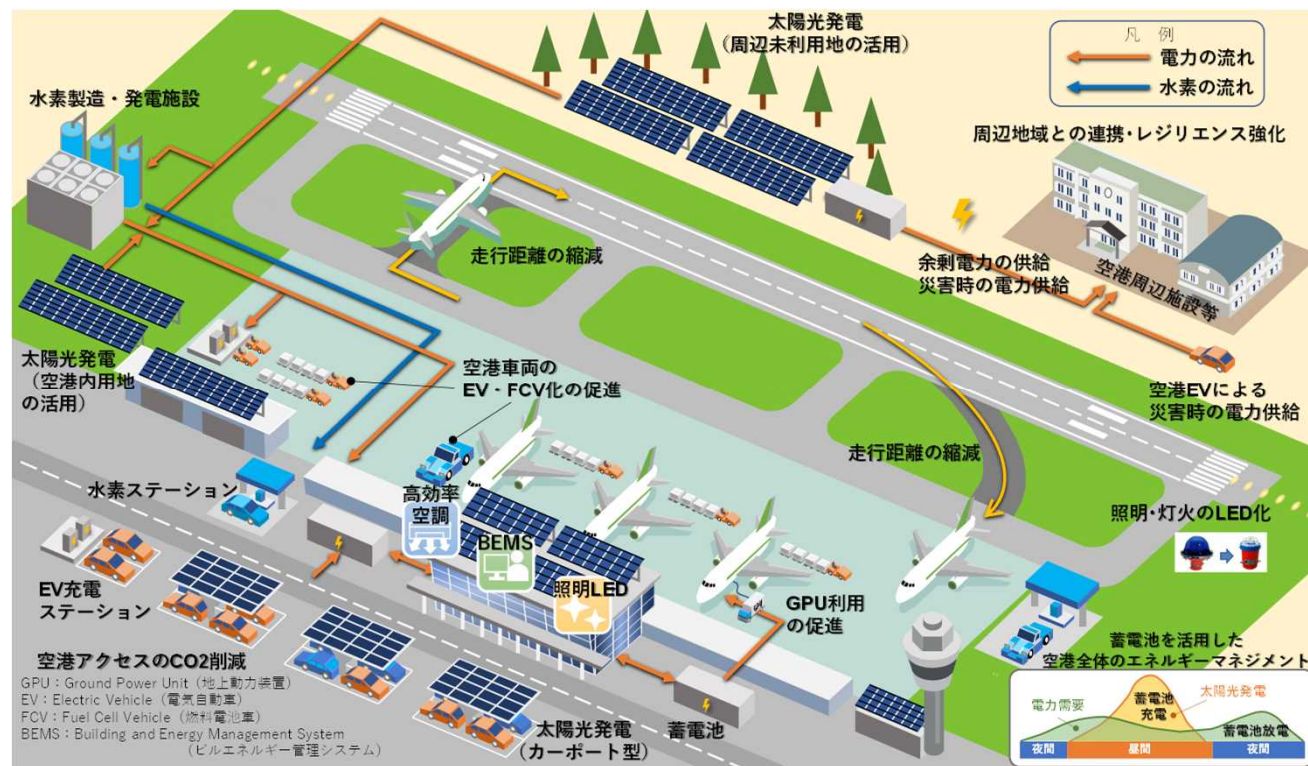 太陽光発電
（周辺未利用地の活用）
凡 例
電力の流れ
水素の流れ
水素製造・発電施設
周辺地域との連携・レジリエンス強化
走行距離の縮減
余剰電力の供給
災害時の電力供給
空港周辺施設等
太陽光発電
（空港内用地
の活用）
空港車両の
EV・FCV化の促進
空港EVによる
災害時の電力供給
走行距離の縮減
水素ステーション
高効率
空調
BEMS
照明LED
照明・灯火のLED化
EV充電
ステーション
GPU利用
の促進
空港アクセスのCO2削減
GPU：Ground Power Unit（地上動力装置）
EV：Electric Vehicle（電気自動車）
FCV：Fuel Cell Vehicle（燃料電池車）
BEMS：Building and Energy Management System
（ビルエネルギー管理システム）
太陽光発電
（カーポート型）
蓄電池
蓄電池を活用した
空港全体のエネルギーマネジメント
電力需要
蓄電池
充電
太陽光発電
蓄電池放電
夜間
昼間
夜間